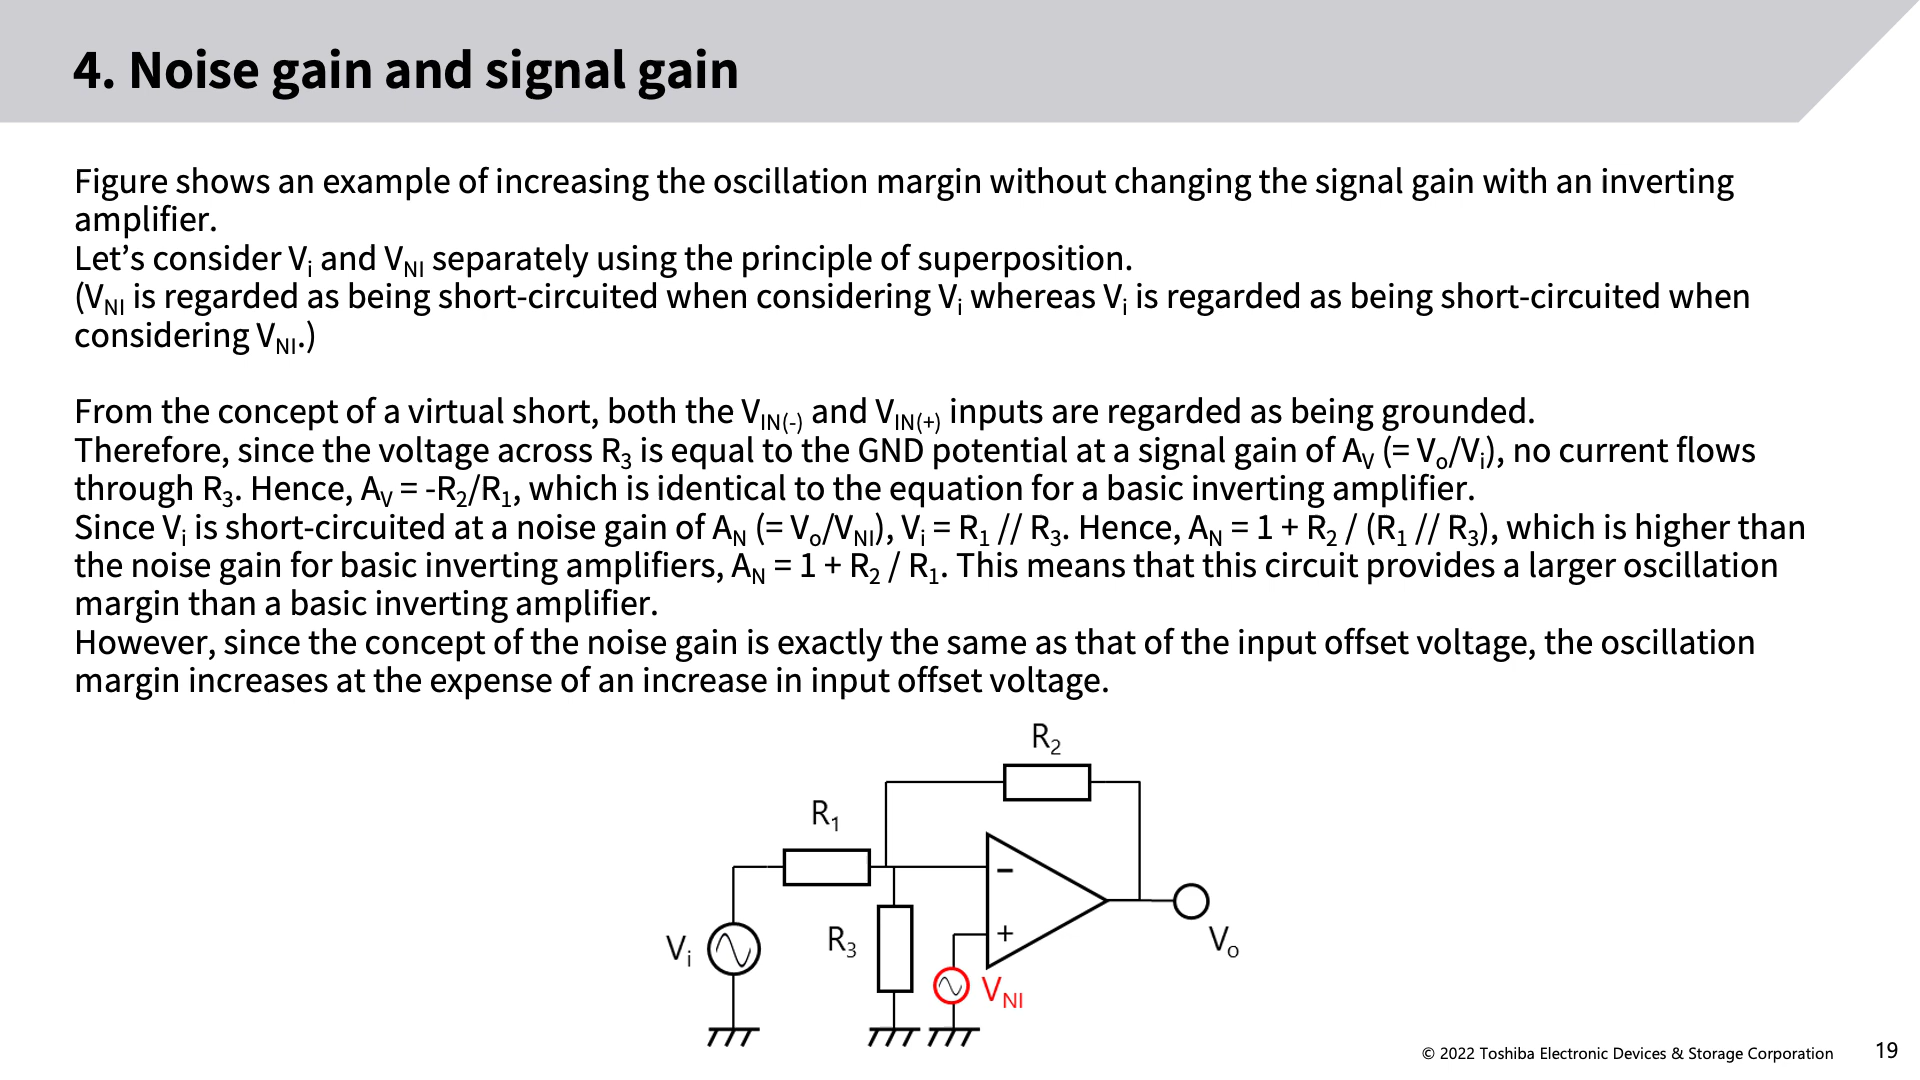 4. Noise gain and signal gain
Figure shows an example of increasing the oscillation margin without changing the signal gain with an inverting
amplifier.
Let’s consider Vi and VNI separately using the principle of superposition.
(VNI is regarded as being short-circuited when considering Vi whereas Vi is regarded as being short-circuited when
considering VNI.)
From the concept of a virtual short, both the VIN(-) and VIN(+) inputs are regarded as being grounded.
Therefore, since the voltage across R3 is equal to the GND potential at a signal gain of AV (= Vo/Vi), no current flows
through R3. Hence, AV = -R2/R1, which is identical to the equation for a basic inverting amplifier.
Since Vi is short-circuited at a noise gain of AN (= Vo/VNI), Vi = R1 // R3. Hence, AN = 1 + R2 / (R1 // R3), which is higher than
the noise gain for basic inverting amplifiers, AN = 1 + R2 / R1. This means that this circuit provides a larger oscillation
margin than a basic inverting amplifier.
However, since the concept of the noise gain is exactly the same as that of the input offset voltage, the oscillation
margin increases at the expense of an increase in input offset voltage.
R2
R1
-
+
R3
Vi
Vo
VNI
© 2022 Toshiba Electronic Devices & Storage Corporation
19